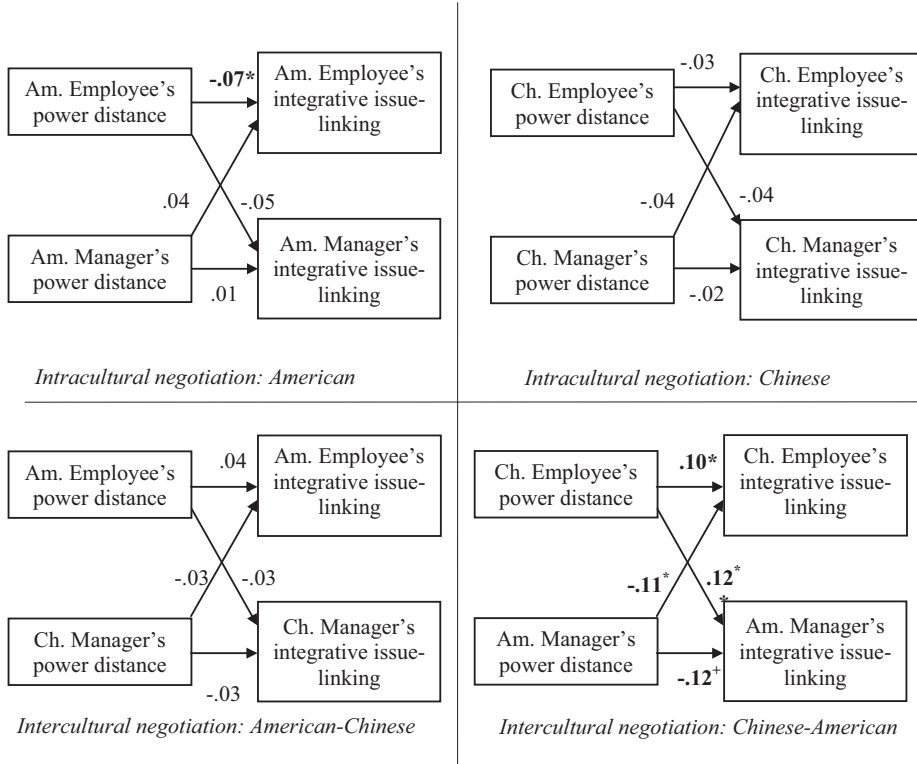 Am. Employee's
power distance
-.07*
Am. Employee's
integrative issue-
linking
.04
-.05
Am. Manager's
power distance
.01
Am. Manager's
integrative issue-
linking
Intracultural negotiation: American
Ch. Employee's
power distance
-.03
Ch. Employee's
integrative issue-
linking
-.04
-.04
Ch. Manager's
power distance
-.02
Ch. Manager's
integrative issue-
linking
Intracultural negotiation: Chinese
Am. Employee's
power distance
.04
Am. Employee's
integrative issue-
linking
-.03
-.03
Ch. Manager's
power distance
-.03
Ch. Manager's
integrative issue-
linking
Intercultural negotiation: American-Chinese
Ch. Employee's
power distance
.10*
Ch. Employee's
integrative issue-
linking
-.11*
.12*
*
Am. Manager's
power distance
-.12+
Am. Manager's
integrative issue-
linking
Intercultural negotiation: Chinese-American